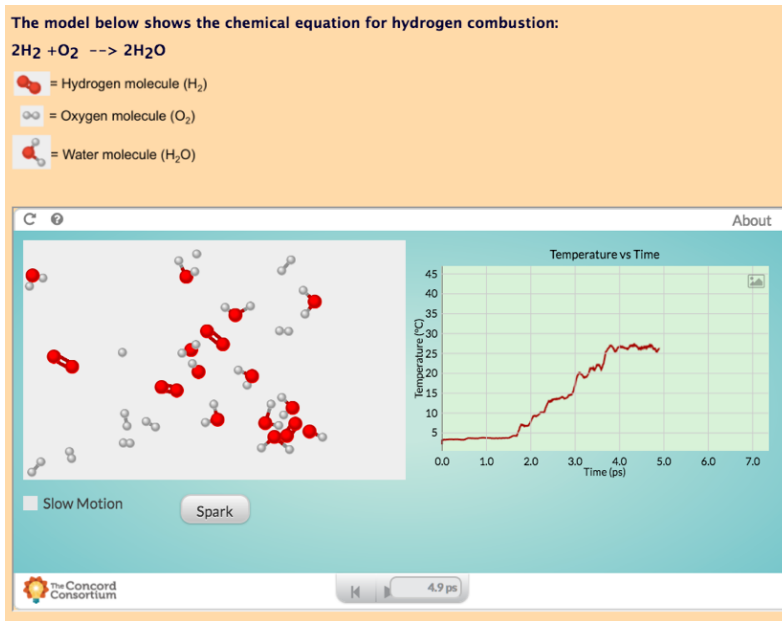 The model below shows the chemical equation for hydrogen combustion:
2H2 +O2 --> 2H2O
= Hydrogen molecule (H2)
= Oxygen molecule (O2)
= Water molecule (H2O)
About
Temperature vs Time
45
40
35
30
25
20
15
10
5
Temperature (°C)
0.0 1.0 2.0 3.0 4.0 5.0 6.0 7.0
Time (ps)
Slow Motion
Spark
The Concord
Consortium
4.9 ps